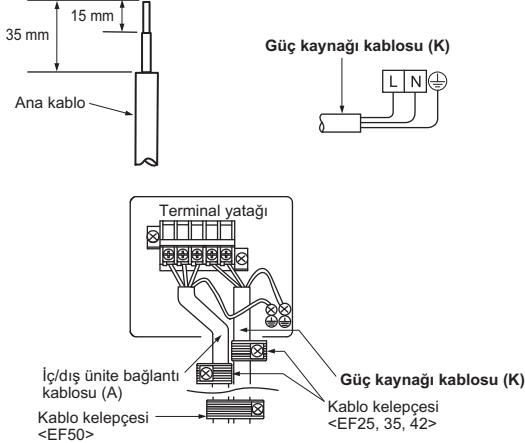 15 mm
35 mm
Ana kablo
Güç kaynağı kablosu (K)
L N
Terminal yatağı
İç/dış ünite bağlantı
kablosu (A)
Kablo kelepçesi
<EF50>
Güç kaynağı kablosu (K)
Kablo kelepçesi
<EF25, 35, 42>